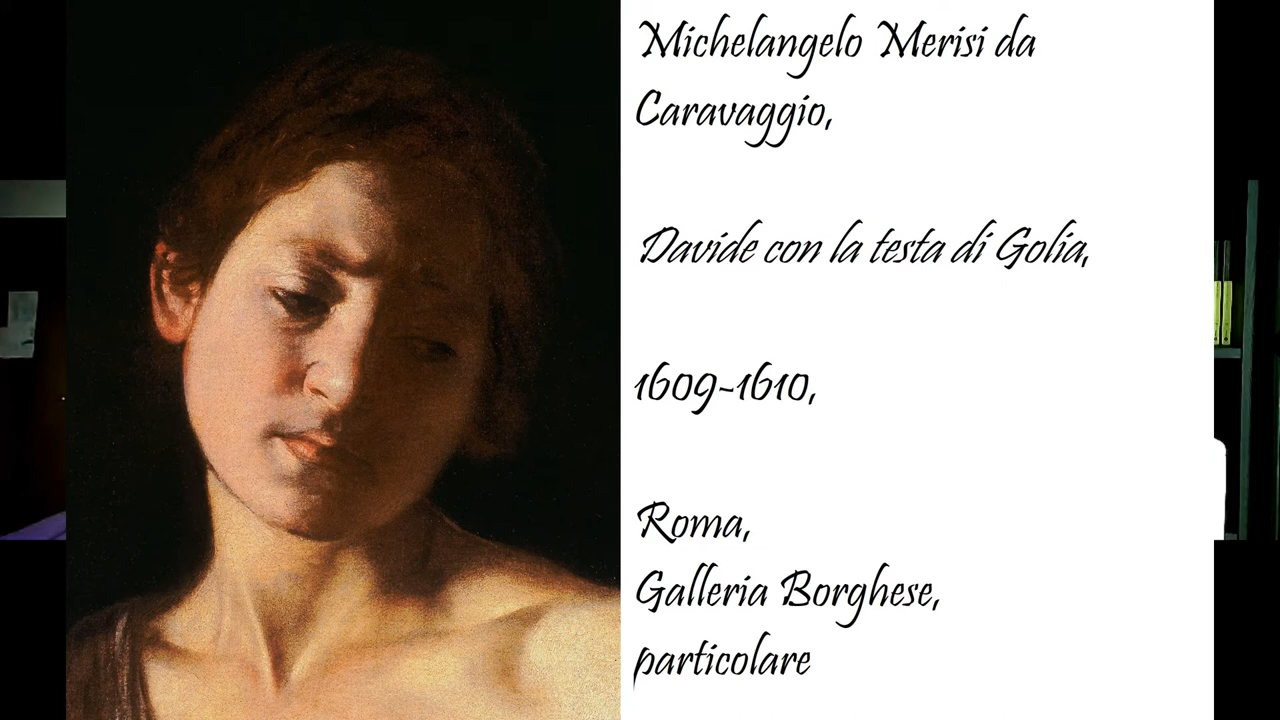 Michelangelo Merisi da
Caravaggio,
Davide con la testa di Golia,
1609-1610,
Roma,
Galleria Borghese,
particolare